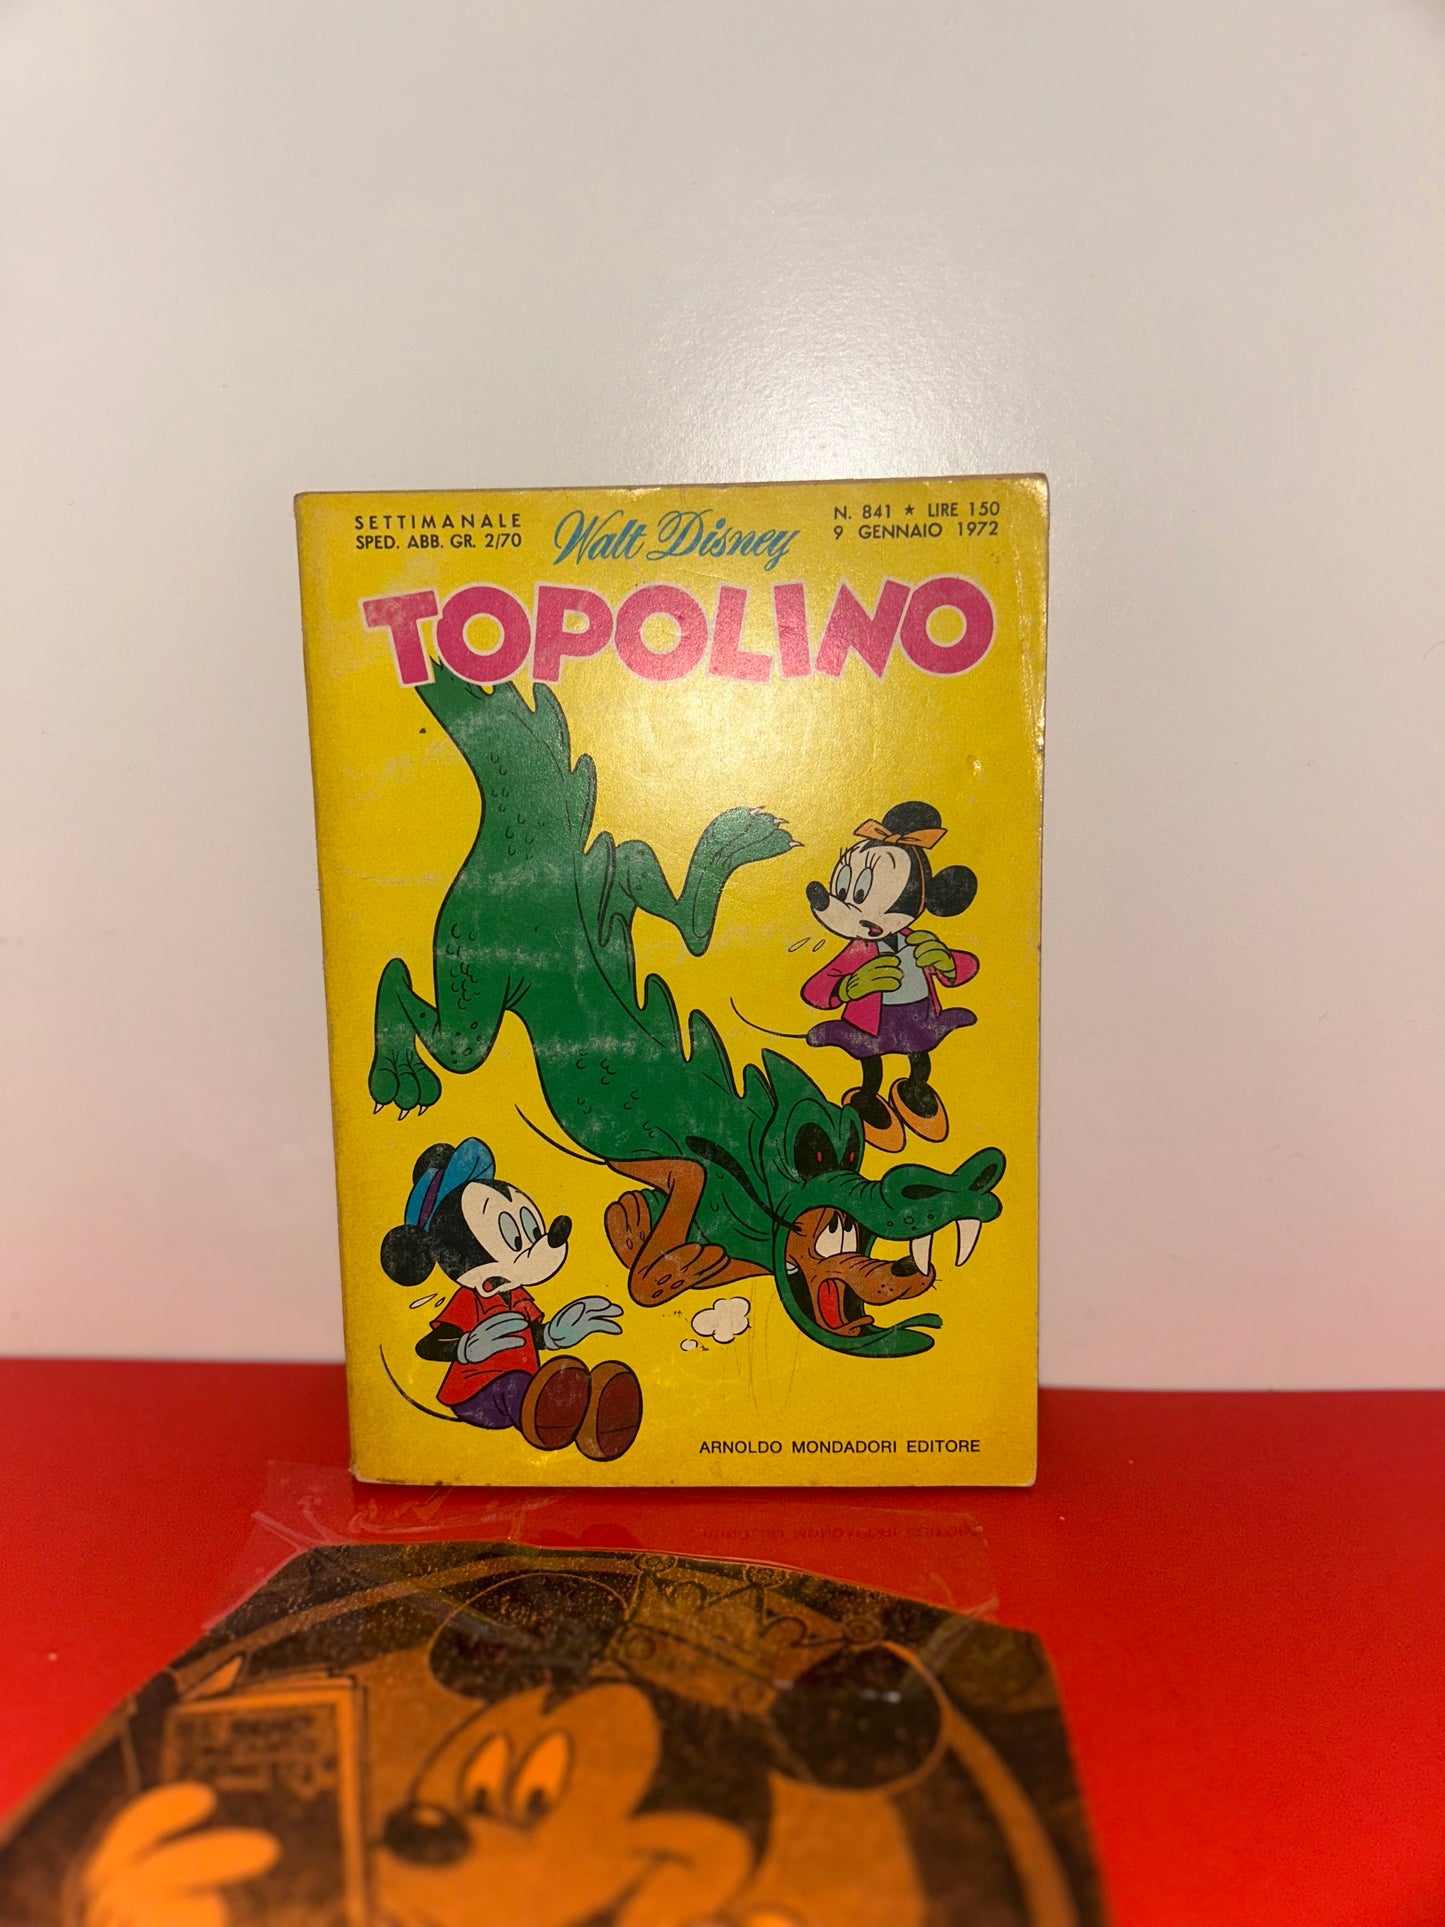 SETTIMANALE
SPED. ABB. GR. 2/70
Walt Disney
N. 841 ★ LIRE 150
9 GENNAIO 1972
TOPOLINO
ARNOLDO MONDADORI EDITORE